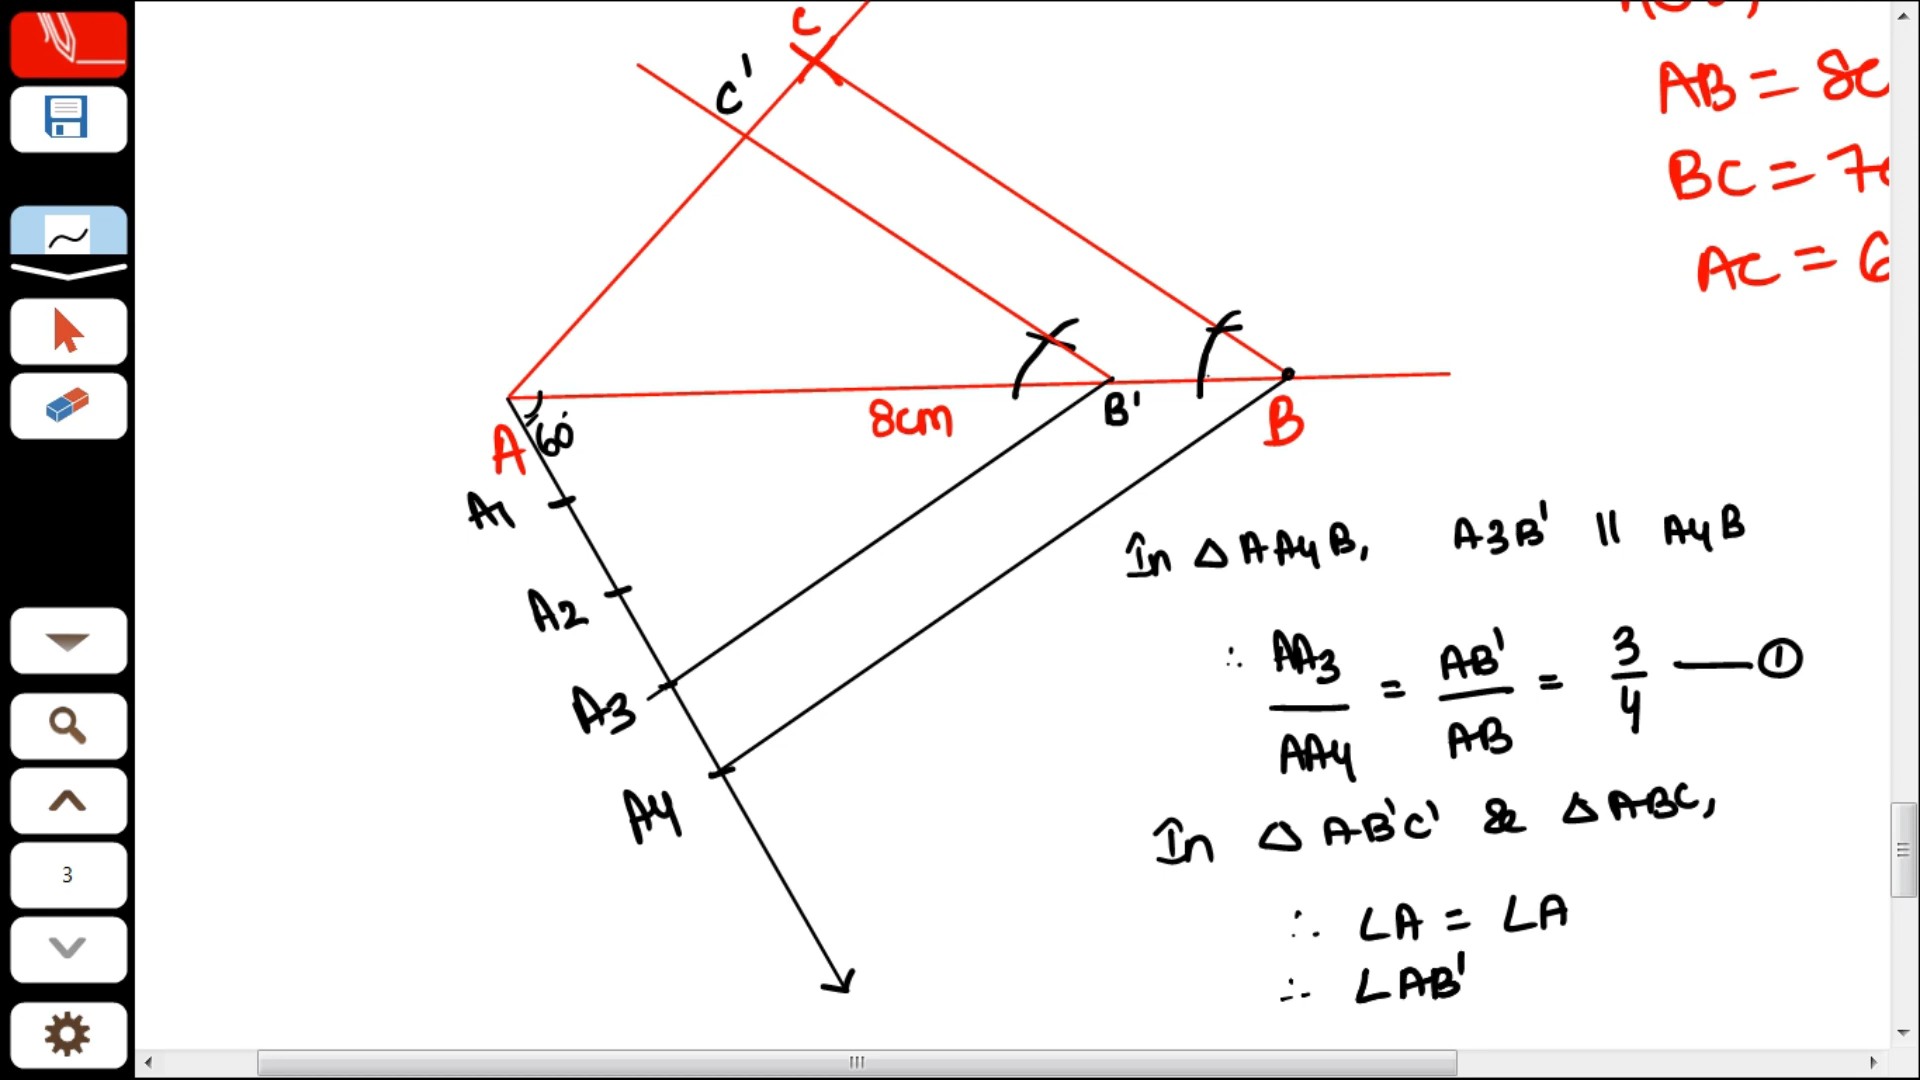 C
C'
AB = 8c
BC = 7c
AC = 6
8cm
B'
B
A
60°
A1
A2
A3
A4
In △ AA4B, A3B' || A4B
∴ AA3/AA4 = AB'/AB = 3/4 —— ①
In △ AB'C' & △ ABC,
∴ ∠A = ∠A
∴ ∠AB'
3